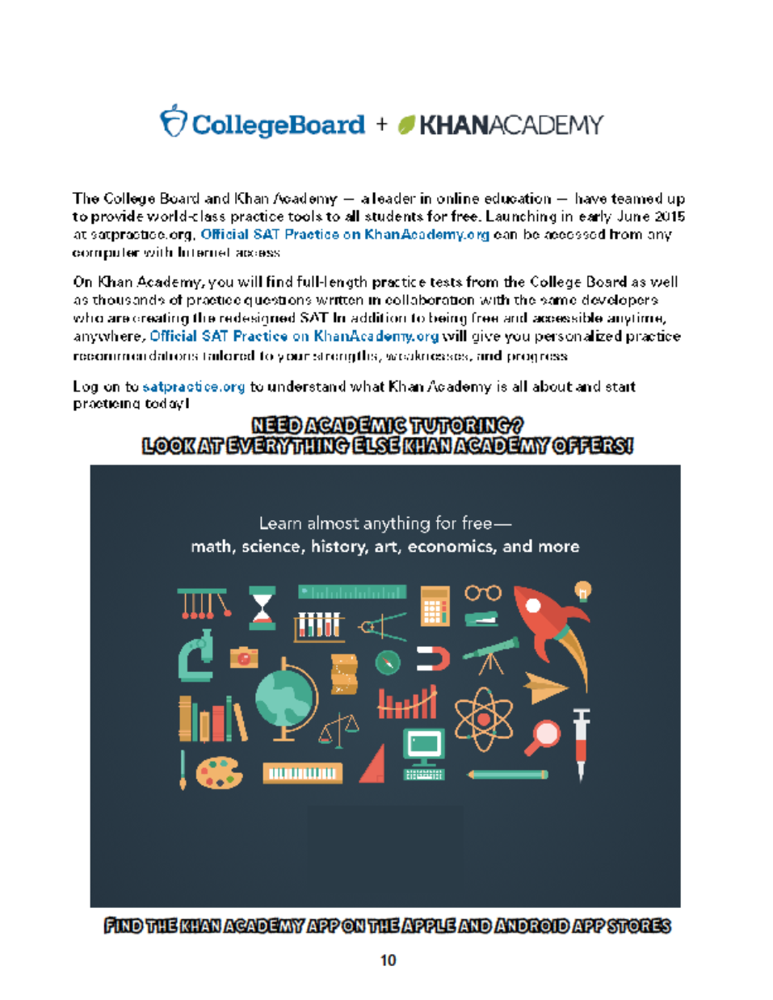 CollegeBoard + KHANACADEMY
The College Board and Khan Academy — a leader in online education — have teamed up
to provide world-class practice tools to all students for free. Launching in early June 2015
at satpractice.org, Official SAT Practice on KhanAcademy.org can be accessed from any
computer with Internet access
On Khan Academy, you will find full-length practice tests from the College Board as well
as thousands of practice questions written in collaboration with the same developers
who are creating the redesigned SAT In addition to being free and accessible anytime,
anywhere, Official SAT Practice on KhanAcademy.org will give you personalized practice
recommendations tailored to your strengths, weaknesses, and progress
Log on to satpractice.org to understand what Khan Academy is all about and start
practicing today!
NEED ACADEMIC TUTORING?
LOOK AT EVERYTHING ELSE KHAN ACADEMY OFFERS!
Learn almost anything for free—
math, science, history, art, economics, and more
FIND THE KHAN ACADEMY APP ON THE APPLE AND ANDROID APP STORES
10